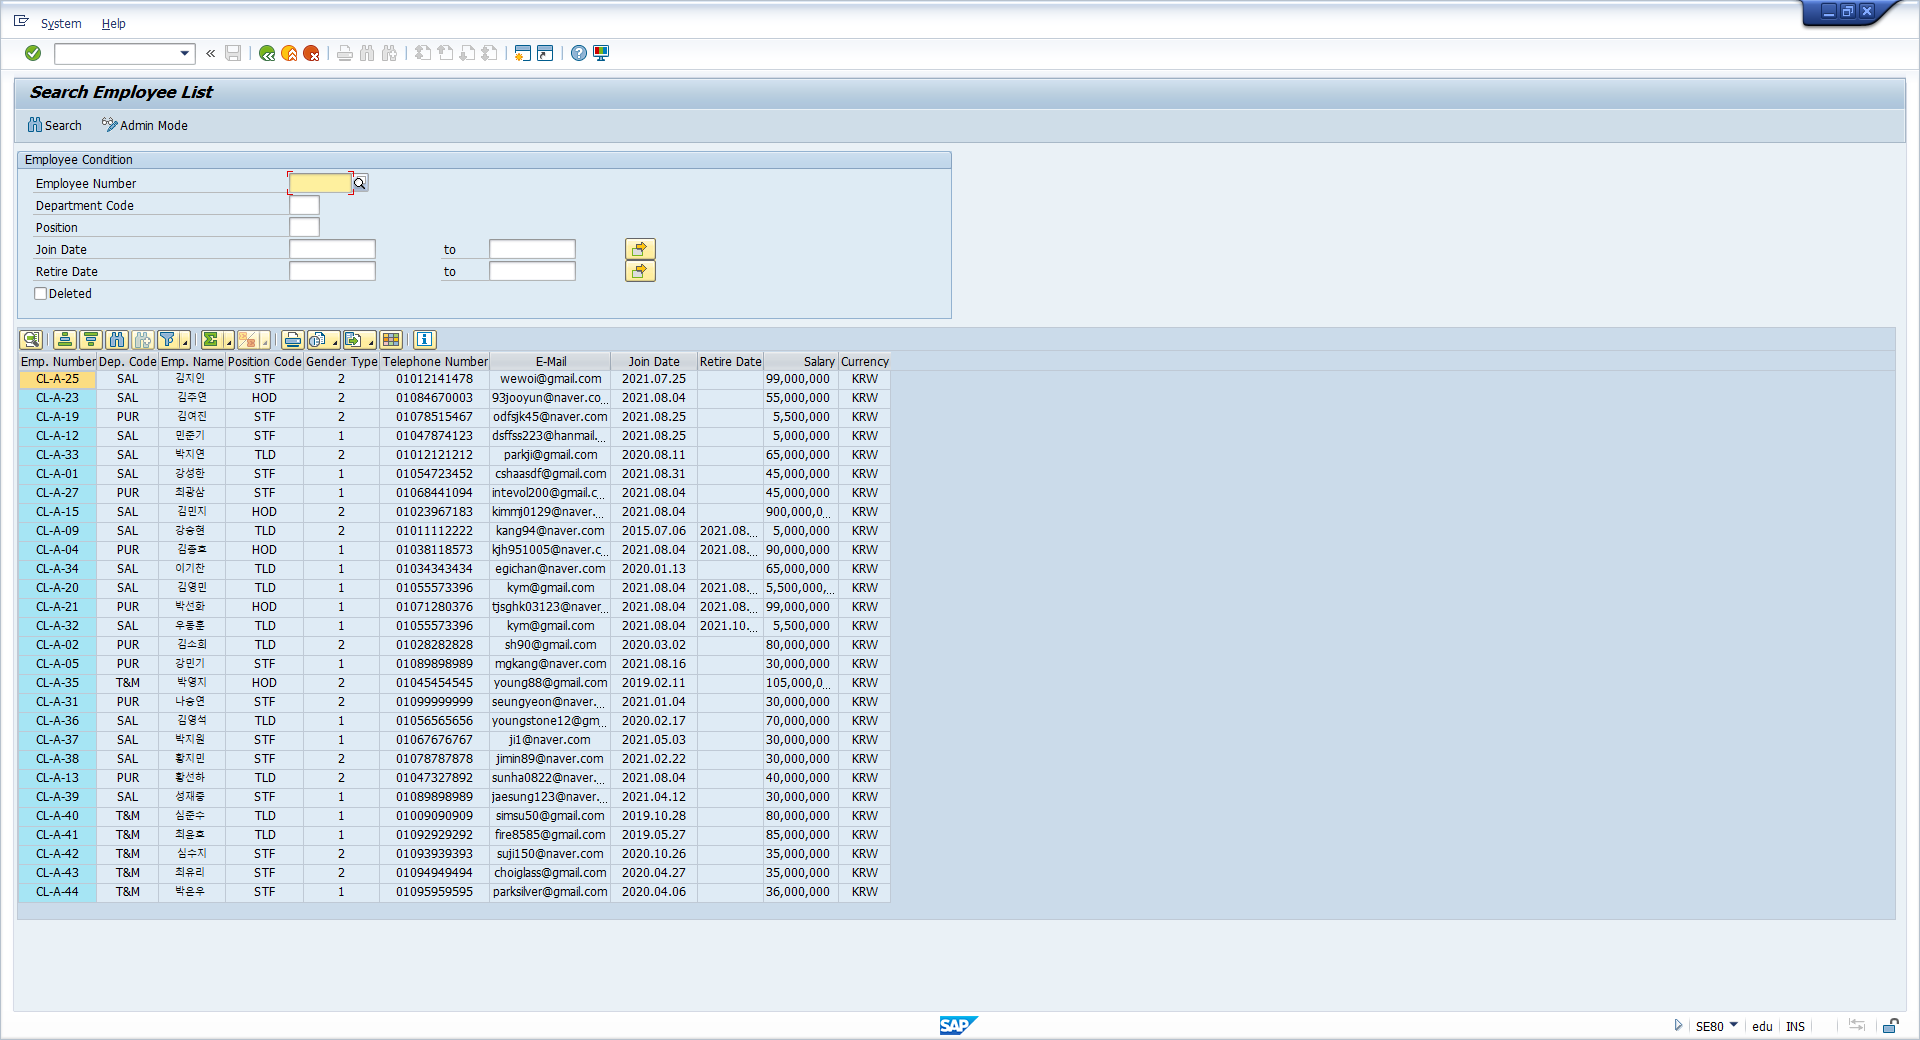 System Help
Search Employee List
Search Admin Mode
Employee Condition
Employee Number
Department Code
Position
Join Date to
Retire Date to
Deleted
Emp. Number Dep. Code Emp. Name Position Code Gender Type Telephone Number E-Mail Join Date Retire Date Salary Currency
CL-A-25 SAL 김지인 STF 2 01012141478 wewoi@gmail.com 2021.07.25 99,000,000 KRW
CL-A-23 SAL 김주연 HOD 2 01084670003 93jooyun@naver.co... 2021.08.04 55,000,000 KRW
CL-A-19 PUR 김여진 STF 2 01078515467 odfsjk45@naver.com 2021.08.25 5,500,000 KRW
CL-A-12 SAL 민준기 STF 1 01047874123 dsffss223@hanmail.... 2021.08.25 5,000,000 KRW
CL-A-33 SAL 박지연 TLD 2 01012121212 parkji@gmail.com 2020.08.11 65,000,000 KRW
CL-A-01 SAL 강성한 STF 1 01054723452 cshaasdf@gmail.com 2021.08.31 45,000,000 KRW
CL-A-27 PUR 최광삼 STF 1 01068441094 intevol200@gmail.c... 2021.08.04 45,000,000 KRW
CL-A-15 SAL 김민지 HOD 2 01023967183 kimmj0129@naver.... 2021.08.04 900,000,0... KRW
CL-A-09 SAL 강승현 TLD 2 01011112222 kang94@naver.com 2015.07.06 2021.08.... 5,000,000 KRW
CL-A-04 PUR 김종호 HOD 1 01038118573 kjh951005@naver.c... 2021.08.04 2021.08.... 90,000,000 KRW
CL-A-34 SAL 이기찬 TLD 1 01034343434 egichan@naver.com 2020.01.13 65,000,000 KRW
CL-A-20 SAL 김영민 TLD 1 01055573396 kym@gmail.com 2021.08.04 2021.08.... 5,500,000,... KRW
CL-A-21 PUR 박선화 HOD 1 01071280376 tjsghk03123@naver... 2021.08.04 2021.08.... 99,000,000 KRW
CL-A-32 SAL 우동훈 TLD 1 01055573396 kym@gmail.com 2021.08.04 2021.10.... 5,500,000 KRW
CL-A-02 PUR 김소희 TLD 2 01028282828 sh90@gmail.com 2020.03.02 80,000,000 KRW
CL-A-05 PUR 강민기 STF 1 01089898989 mgkang@naver.com 2021.08.16 30,000,000 KRW
CL-A-35 T&M 박영지 HOD 2 01045454545 young88@gmail.com 2019.02.11 105,000,0... KRW
CL-A-31 PUR 나승연 STF 2 01099999999 seungyeon@naver.... 2021.01.04 30,000,000 KRW
CL-A-36 SAL 김영석 TLD 1 01056565656 youngstone12@gm... 2020.02.17 70,000,000 KRW
CL-A-37 SAL 박지원 STF 1 01067676767 ji1@naver.com 2021.05.03 30,000,000 KRW
CL-A-38 SAL 황지민 STF 2 01078787878 jimin89@naver.com 2021.02.22 30,000,000 KRW
CL-A-13 PUR 황선하 TLD 2 01047327892 sunha0822@naver.... 2021.08.04 40,000,000 KRW
CL-A-39 SAL 성재중 STF 1 01089898989 jaesung123@naver.... 2021.04.12 30,000,000 KRW
CL-A-40 T&M 심준수 TLD 1 01009090909 simsu50@gmail.com 2019.10.28 80,000,000 KRW
CL-A-41 T&M 최윤호 TLD 1 01092929292 fire8585@gmail.com 2019.05.27 85,000,000 KRW
CL-A-42 T&M 심수지 STF 2 01093939393 suji150@naver.com 2020.10.26 35,000,000 KRW
CL-A-43 T&M 최유리 STF 2 01094949494 choiglass@gmail.com 2020.04.27 35,000,000 KRW
CL-A-44 T&M 박은우 STF 1 01095959595 parksilver@gmail.com 2020.04.06 36,000,000 KRW
SAP SE80 edu INS